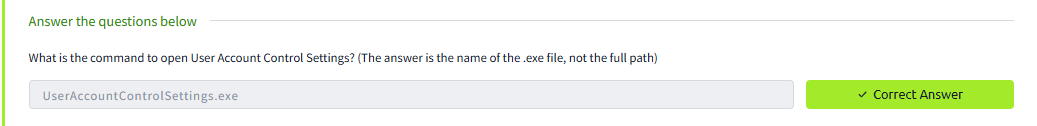 Answer the questions below
What is the command to open User Account Control Settings? (The answer is the name of the .exe file, not the full path)
UserAccountControlSettings.exe
✓ Correct Answer